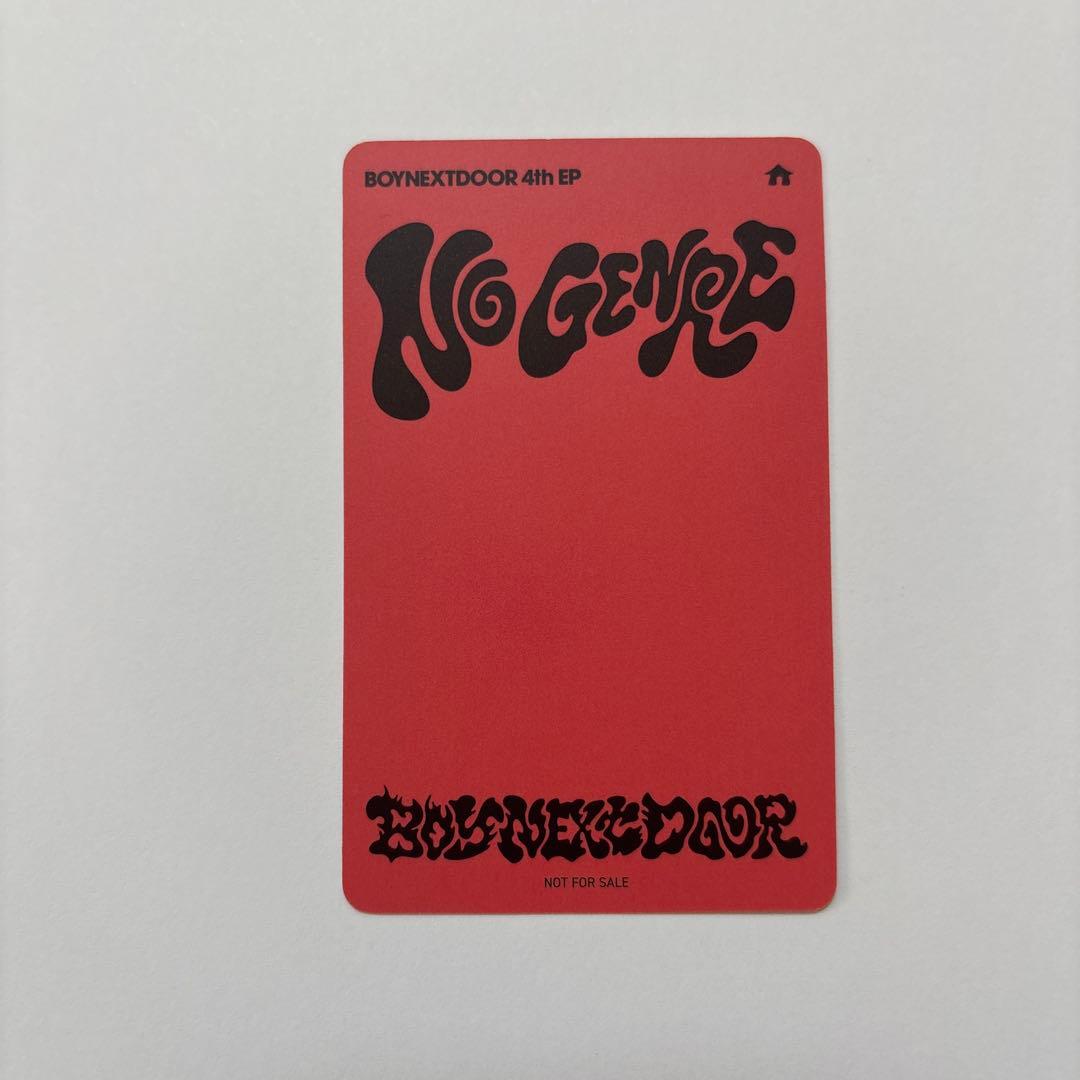 BOYNEXTDOOR 4th EP
NO GENRE
BOYNEXTDOOR
NOT FOR SALE